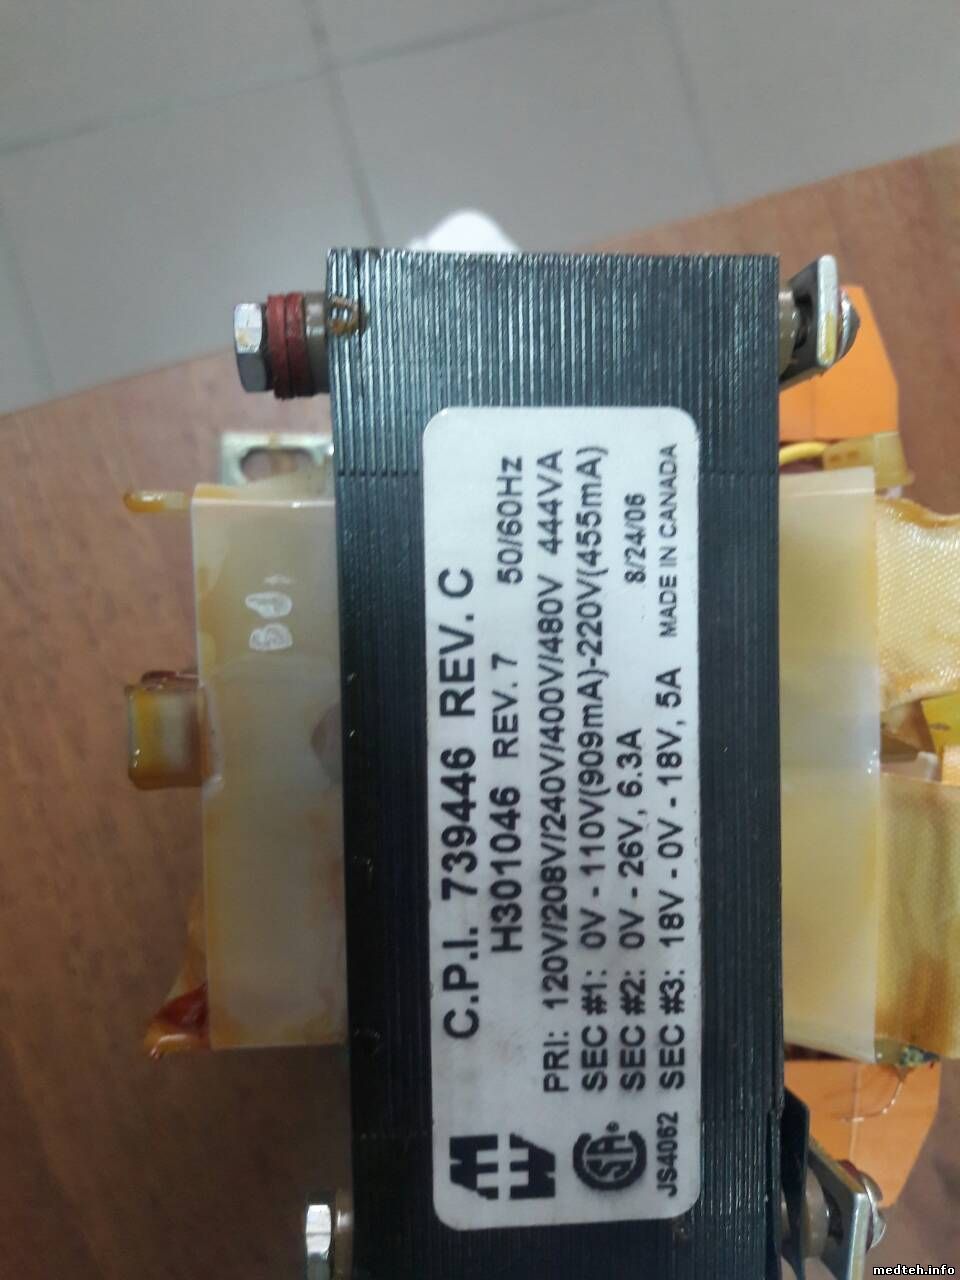 C.P.I. 739446 REV. C
H301046 REV. 7 50/60Hz
PRI: 120V/208V/240V/400V/480V 444VA
SEC #1: 0V - 110V(909mA)-220V(455mA)
SEC #2: 0V - 26V, 6.3A
8/24/06
SEC #3: 18V - 0V - 18V, 5A MADE IN CANADA
JS4062
medteh.info